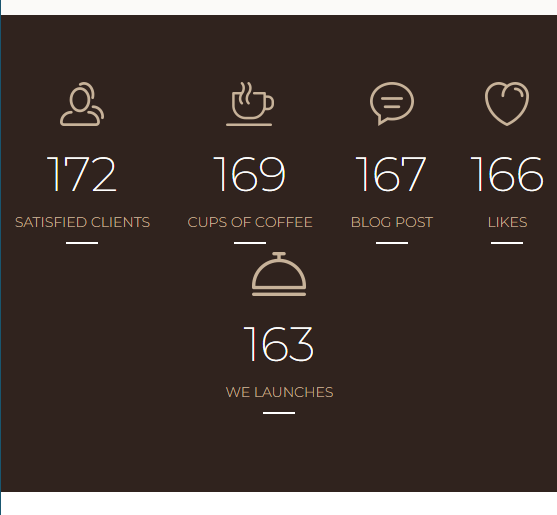 172 169 167 166
SATISFIED CLIENTS CUPS OF COFFEE BLOG POST LIKES
163
WE LAUNCHES